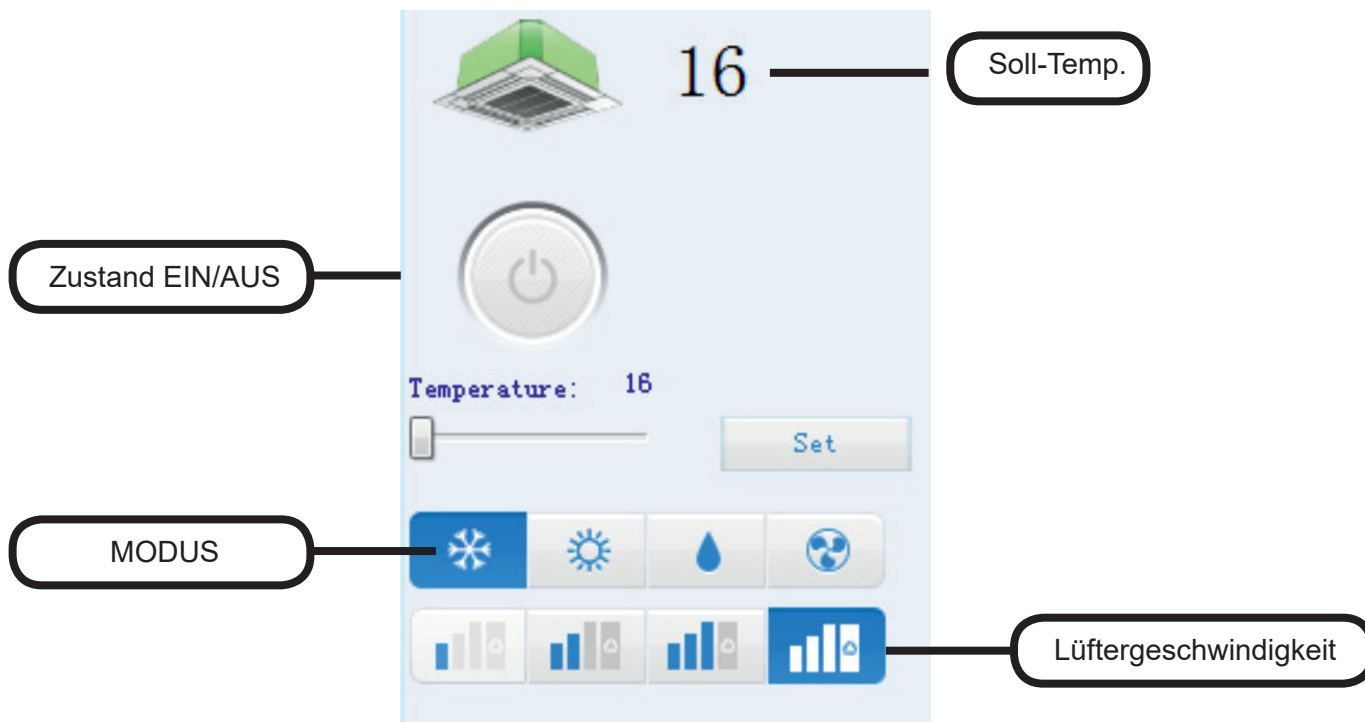 16
Soll-Temp.
Zustand EIN/AUS
Temperature: 16
Set
MODUS
Lüftergeschwindigkeit